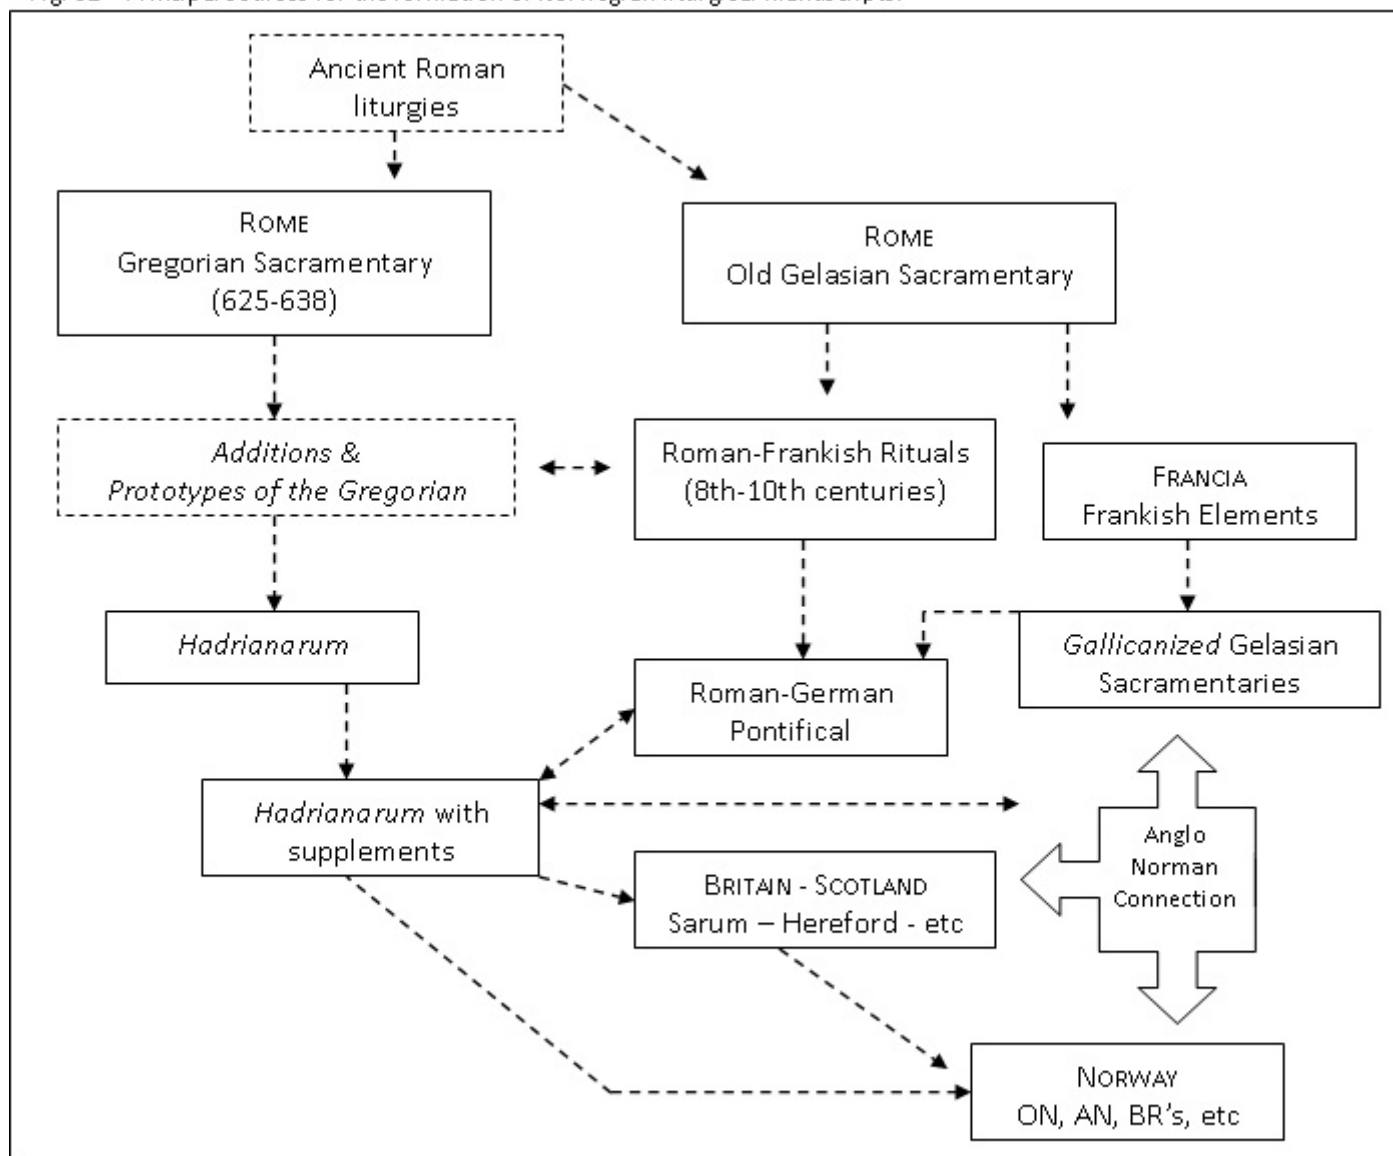 Ancient Roman
liturgies
ROME
Gregorian Sacramentary
(625-638)
ROME
Old Gelasian Sacramentary
Additions &
Prototypes of the Gregorian
Roman-Frankish Rituals
(8th-10th centuries)
FRANCIA
Frankish Elements
Hadrianarum
Gallicanized Gelasian
Sacramentaries
Roman-German
Pontifical
Hadrianarum with
supplements
Anglo
Norman
Connection
BRITAIN - SCOTLAND
Sarum – Hereford - etc
NORWAY
ON, AN, BR's, etc